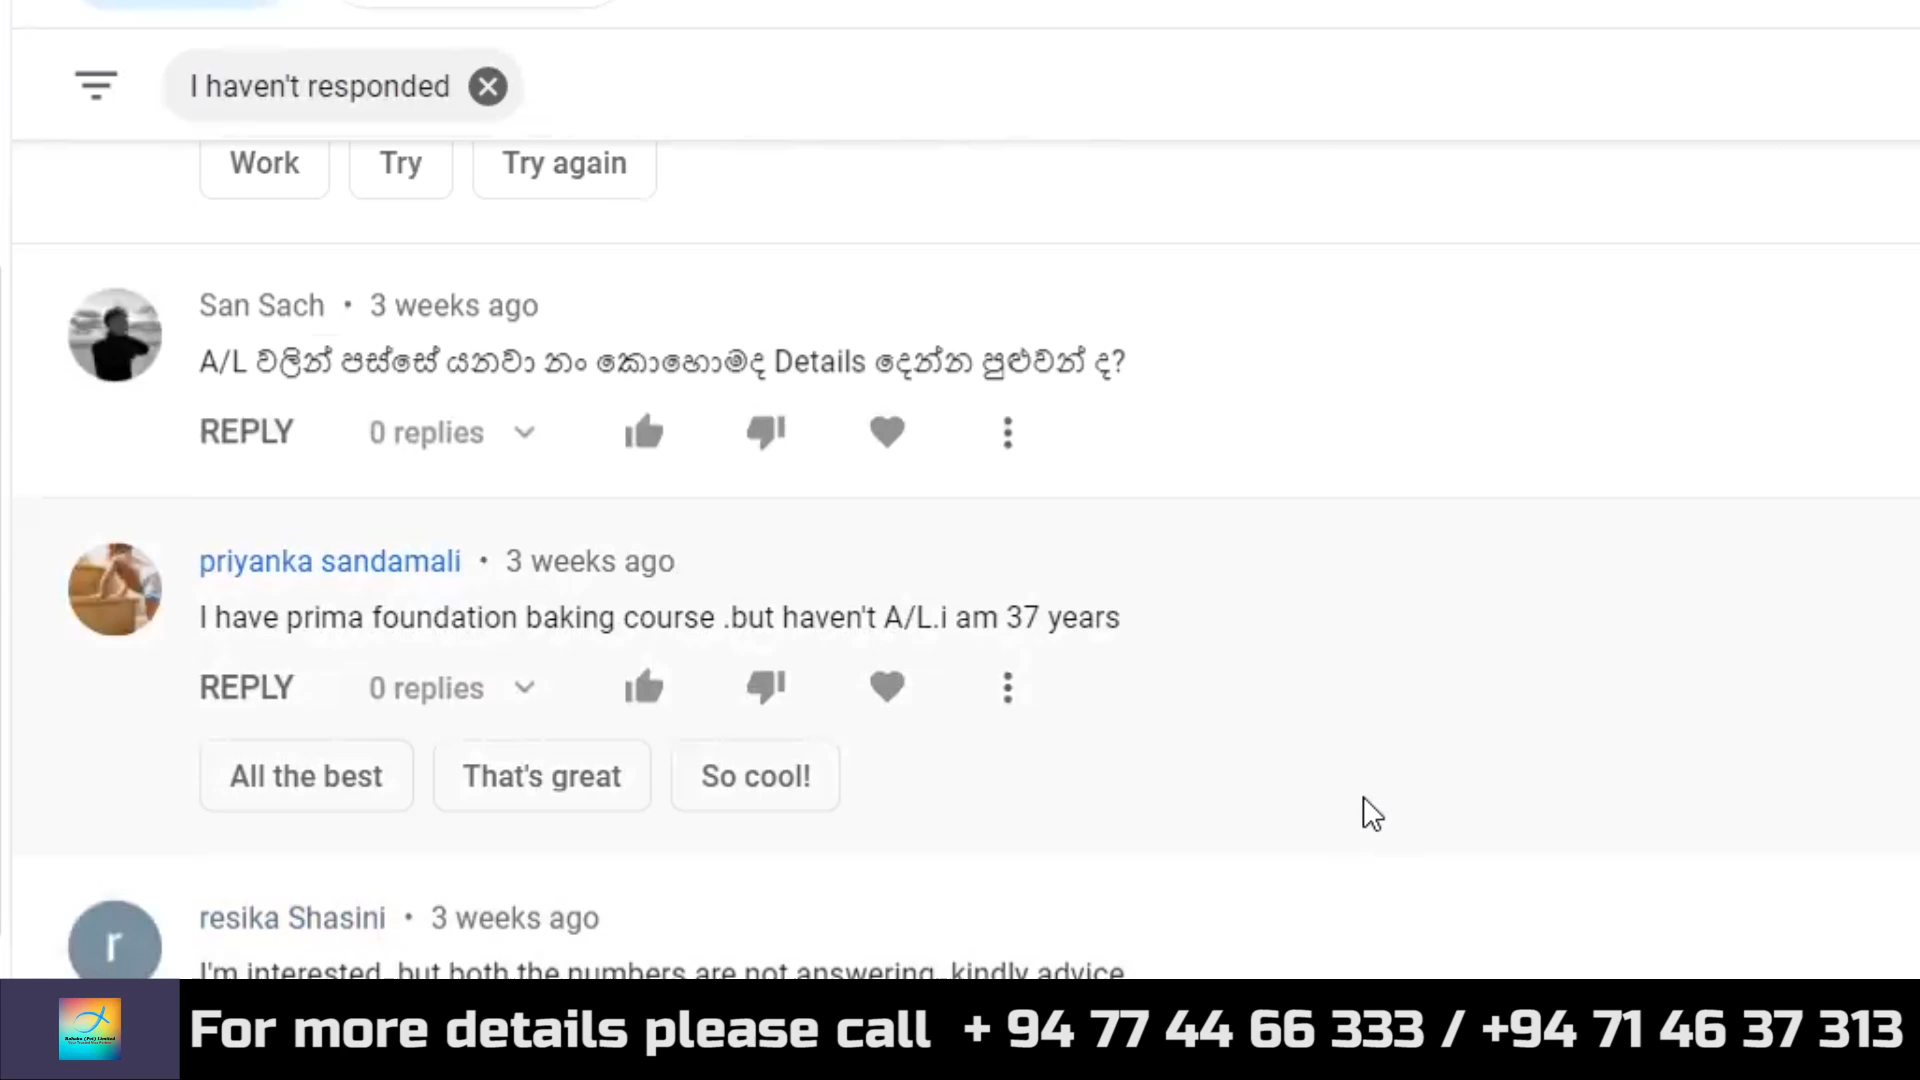 I haven't responded
Work Try Try again
San Sach • 3 weeks ago
A/L වලින් පස්සේ යනවා නං කොහොමද Details දෙන්න පුළුවන් ද?
REPLY 0 replies
priyanka sandamali • 3 weeks ago
I have prima foundation baking course .but haven't A/L.i am 37 years
REPLY 0 replies
All the best That's great So cool!
r
resika Shasini • 3 weeks ago
I'm interested, but both the numbers are not answering, kindly advice
For more details please call + 94 77 44 66 333 / +94 71 46 37 313